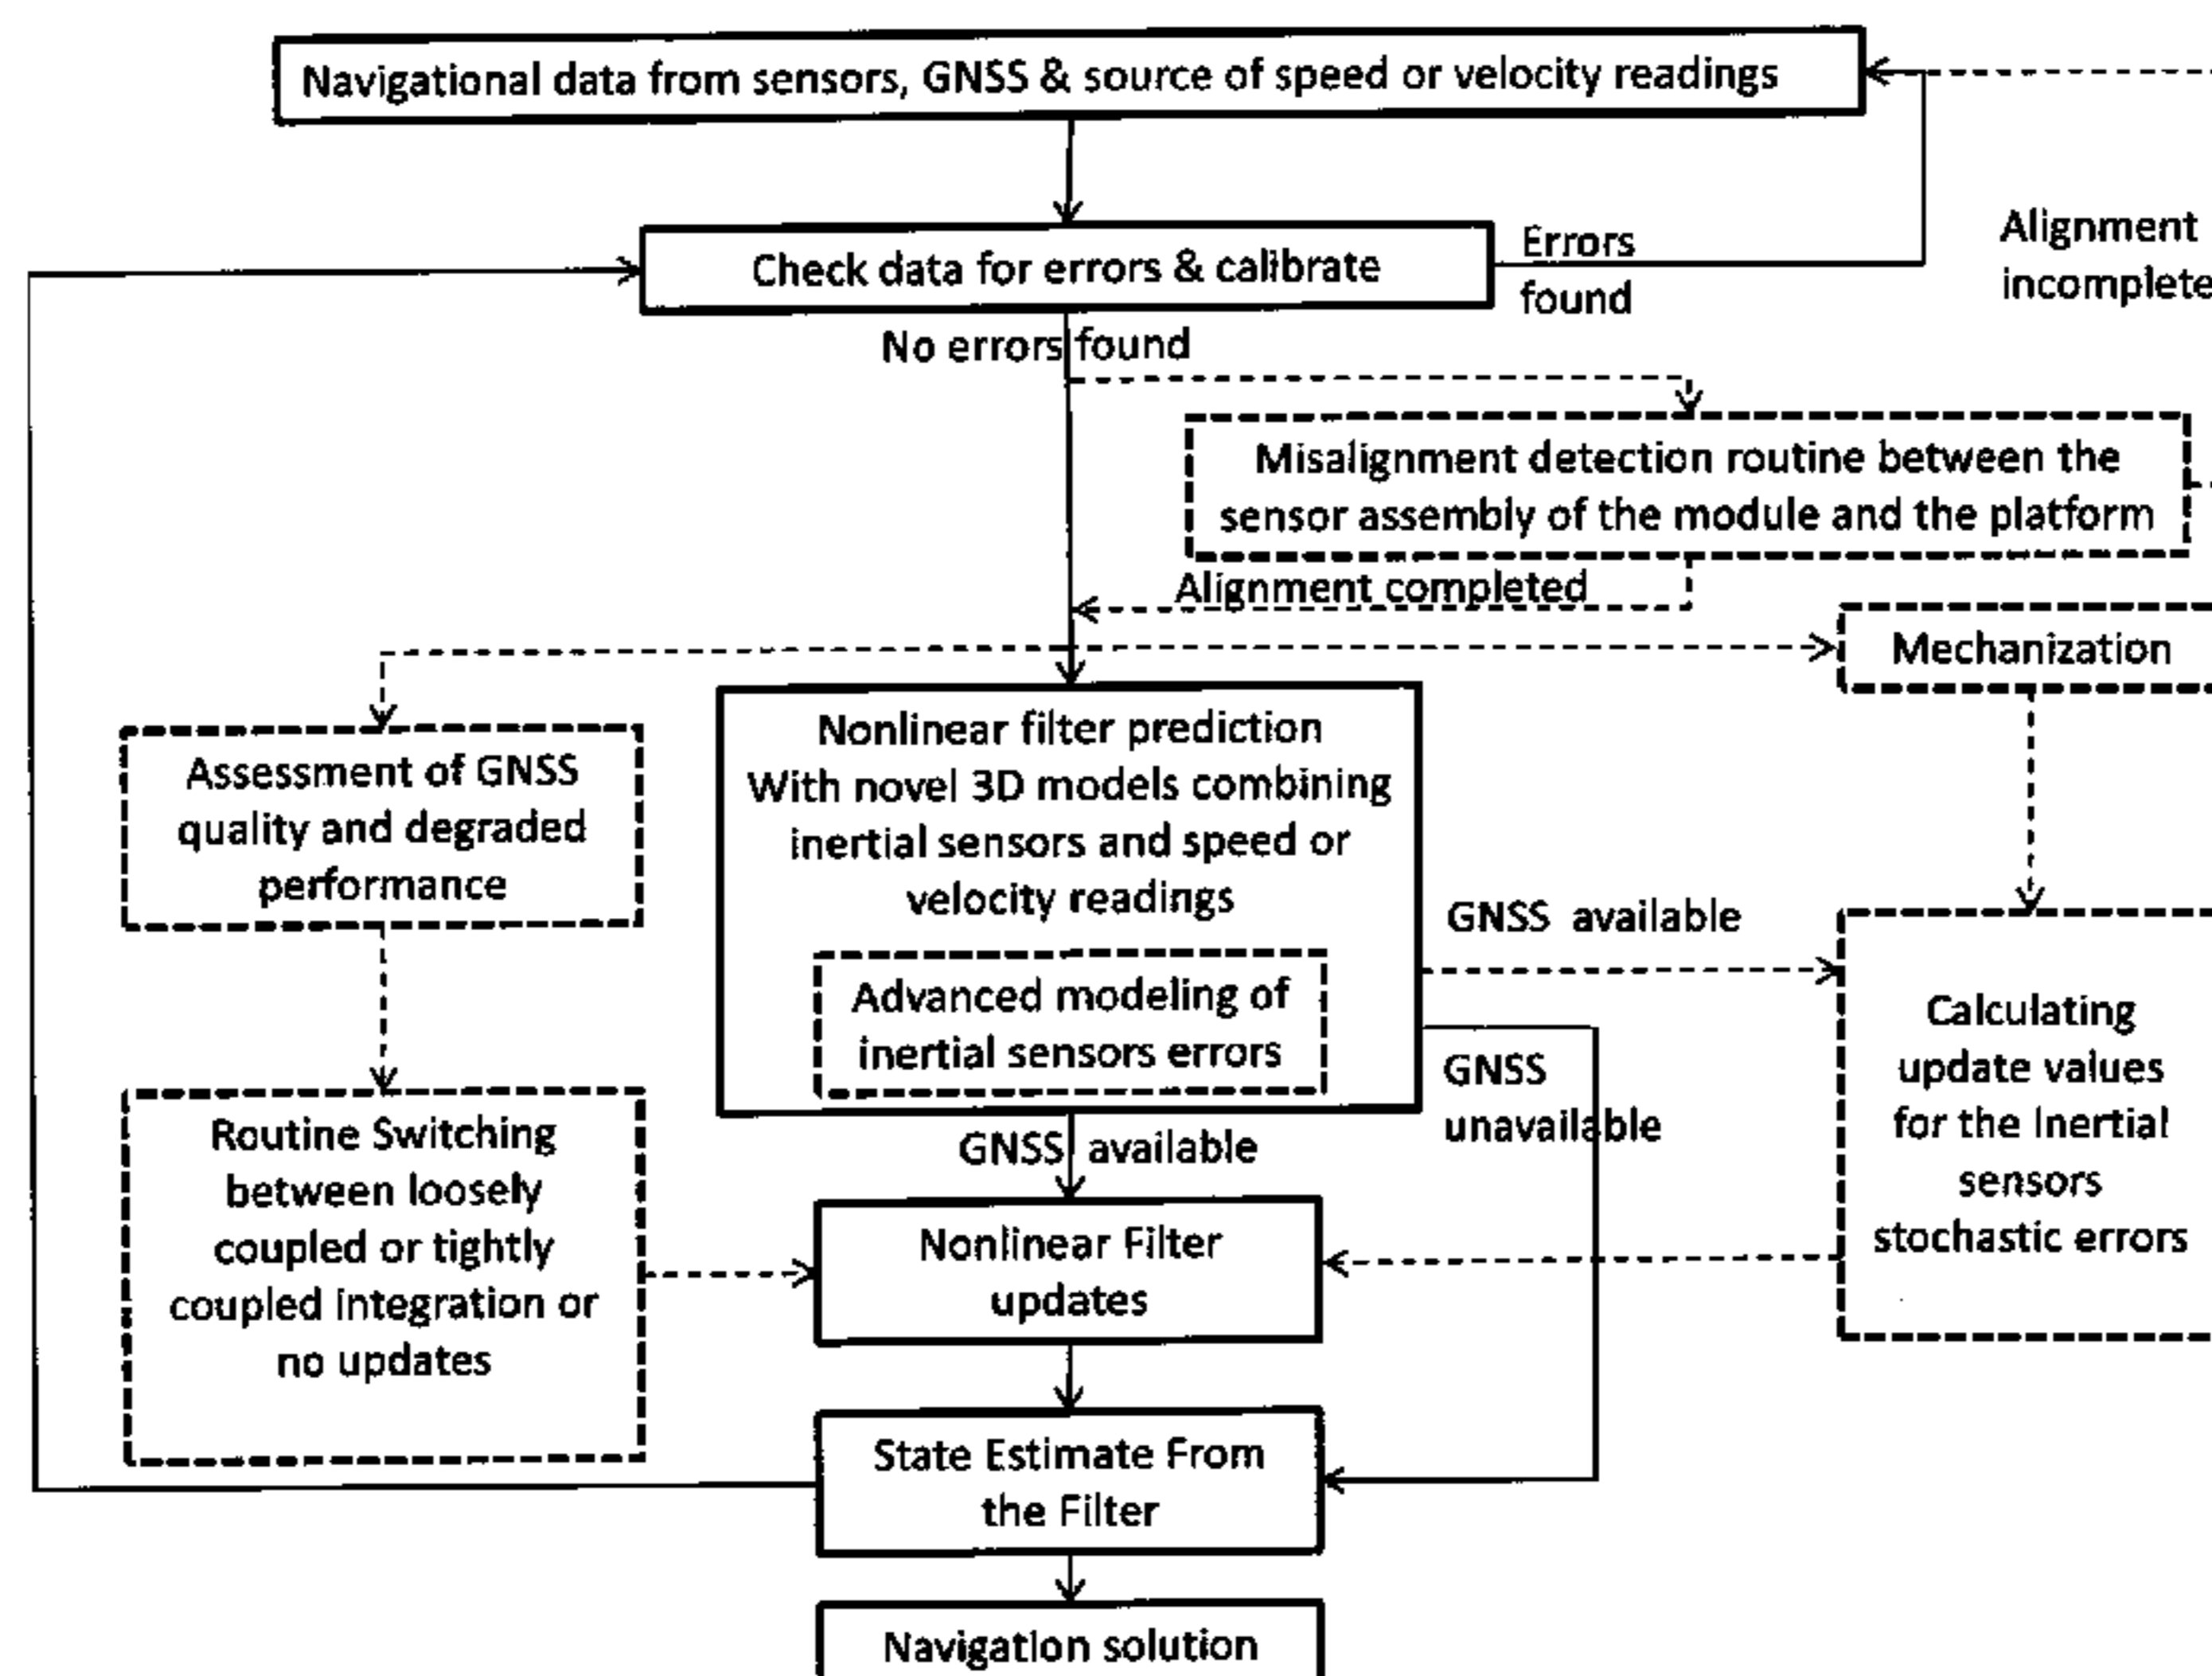 Navigational data from sensors, GNSS & source of speed or velocity readings
Check data for errors & calibrate
Errors
found
Alignment
incomplete
No errors found
Misalignment detection routine between the
sensor assembly of the module and the platform
Alignment completed
Mechanization
Assessment of GNSS
quality and degraded
performance
Nonlinear filter prediction
With novel 3D models combining
inertial sensors and speed or
velocity readings
Advanced modeling of
inertial sensors errors
GNSS available
GNSS
unavailable
Calculating
update values
for the Inertial
sensors
stochastic errors
Routine Switching
between loosely
coupled or tightly
coupled integration or
no updates
GNSS available
Nonlinear Filter
updates
State Estimate From
the Filter
Navigation solution